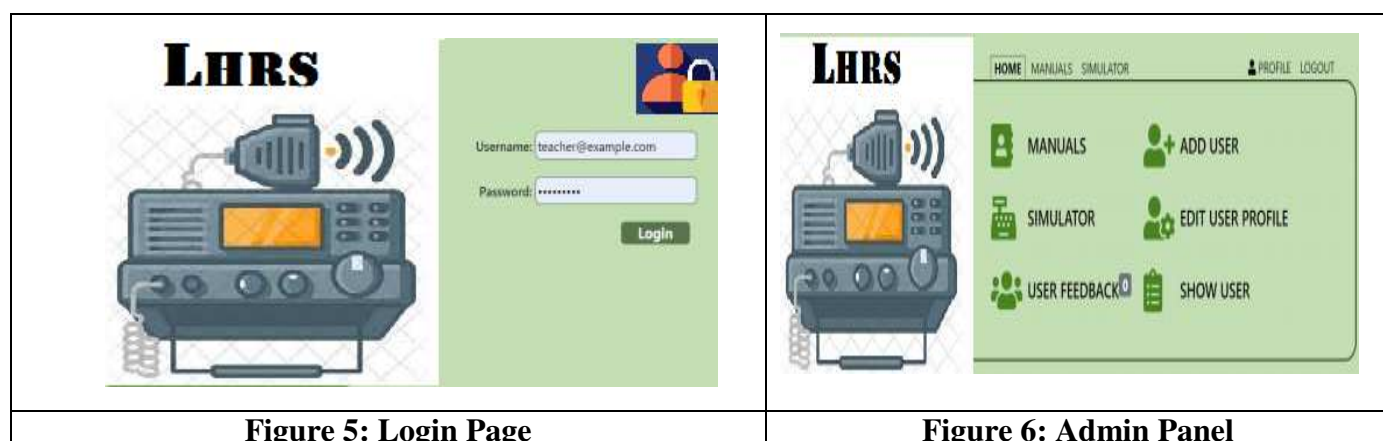 LHRS
Username: teacher@example.com
Password: •••••••••
Login
LHRS
HOME MANUALS SIMULATOR PROFILE LOGOUT
MANUALS ADD USER
SIMULATOR EDIT USER PROFILE
USER FEEDBACK 0 SHOW USER
Figure 5: Login Page
Figure 6: Admin Panel